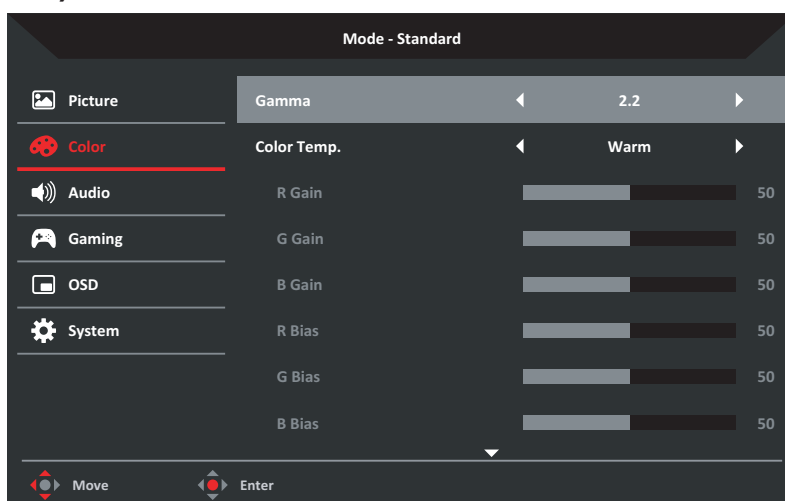 Mode - Standard
Picture
Gamma 2.2
Color
Color Temp. Warm
Audio
R Gain 50
Gaming
G Gain 50
OSD
B Gain 50
System
R Bias 50
G Bias 50
B Bias 50
Move Enter